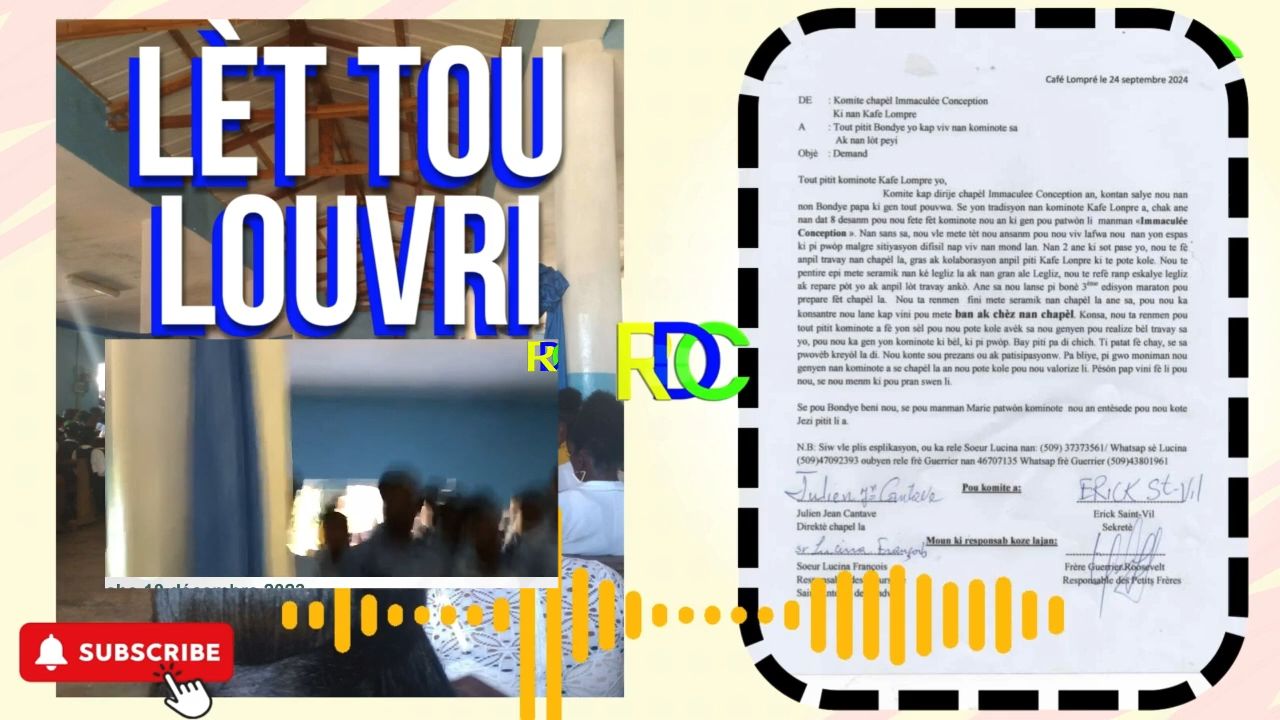 LÈT TOU
LOUVRI
RDC
SUBSCRIBE
RDC
Café Lompré le 24 septembre 2024
DE : Komite chapèl Immaculée Conception
Ki nan Kafe Lompre
A : Tout pitit Bondye yo kap viv nan kominote sa
Ak nan lòt peyi
Objè : Demand
Tout pitit kominote Kafe Lompre yo,
Komite kap dirije chapèl Immaculee Conception an, kontan salye nou nan
non Bondye papa ki gen tout pouvwa. Se yon tradisyon nan kominote Kafe Lonpre a, chak ane
nan dat 8 desanm pou nou fete fèt kominote nou an ki gen pou patwòn li manman «Immaculée
Conception ». Nan sans sa, nou vle mete tèt nou ansanm pou nou viv lafwa nou nan yon espas
ki pi pwòp malgre sitiyasyon difisil nap viv nan mond lan. Nan 2 ane ki sot pase yo, nou te fè
anpil travay nan chapèl la, gras ak kolaborasyon anpil piti Kafe Lonpre ki te pote kole. Nou te
pentire epi mete seramik nan kè legliz la ak nan gran ale Legliz, nou te refè ranp eskalye legliz
ak repare pòt yo ak anpil lòt travay ankò. Ane sa nou lanse pi bonè 3ème edisyon maraton pou
prepare fèt chapèl la. Nou ta renmen fini mete seramik nan chapèl la ane sa, pou nou ka
konsantre nou lane kap vini pou mete ban ak chèz nan chapèl. Konsa, nou ta renmen pou
tout pitit kominote a fè yon sèl pou nou pote kole avèk sa nou genyen pou realize bèl travay sa
yo, pou nou ka gen yon kominote ki bèl, ki pi pwòp. Bay piti pa di chich. Ti patat fè chay, se sa
pwovèb kreyòl la di. Nou konte sou prezans ou ak patisipasyonw. Pa bliye, pi gwo moniman nou
genyen nan kominote a se chapèl la an nou pote kole pou nou valorize li. Pèsòn pap vini fè li pou
nou, se nou menm ki pou pran swen li.
Se pou Bondye beni nou, se pou manman Marie patwòn kominote nou an entèsede pou nou kote
Jezi pitit li a.
N.B: Siw vle plis esplikasyon, ou ka rele Soeur Lucina nan: (509) 37373561/ Whatsap sè Lucina
(509)47092393 oubyen rele frè Guerrier nan 46707135 Whatsap frè Guerrier (509)43801961
Julien Jn Cantave Pou komite a: ERICK St-Vil
Julien Jean Cantave Erick Saint-Vil
Direktè chapel la Sekretè
sr Lucina François Moun ki responsab koze lajan:
Soeur Lucina François Frère Guerrier Roosevelt
Responsable des Petits Frères